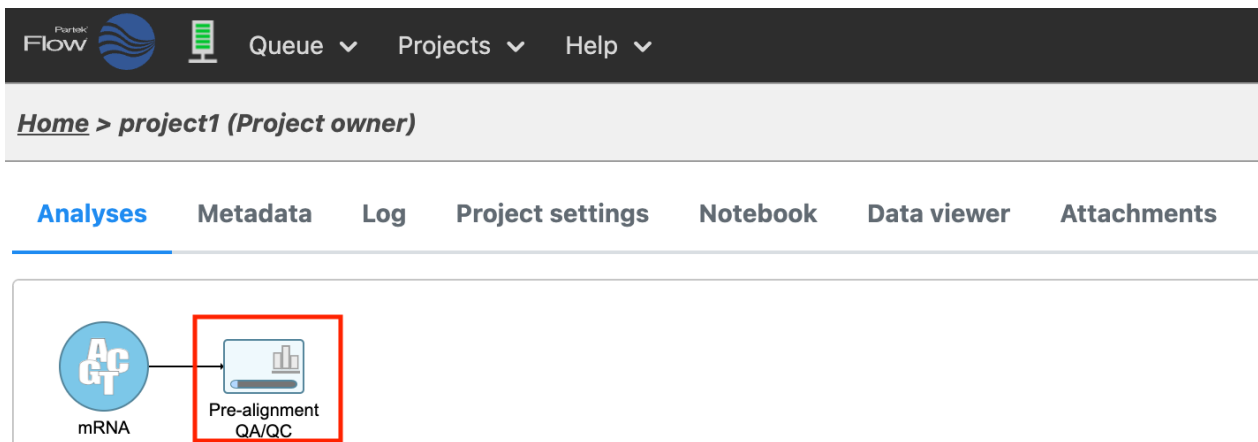 Partek
Flow
Queue Projects Help
Home > project1 (Project owner)
Analyses Metadata Log Project settings Notebook Data viewer Attachments
ACGT
mRNA
Pre-alignment
QA/QC